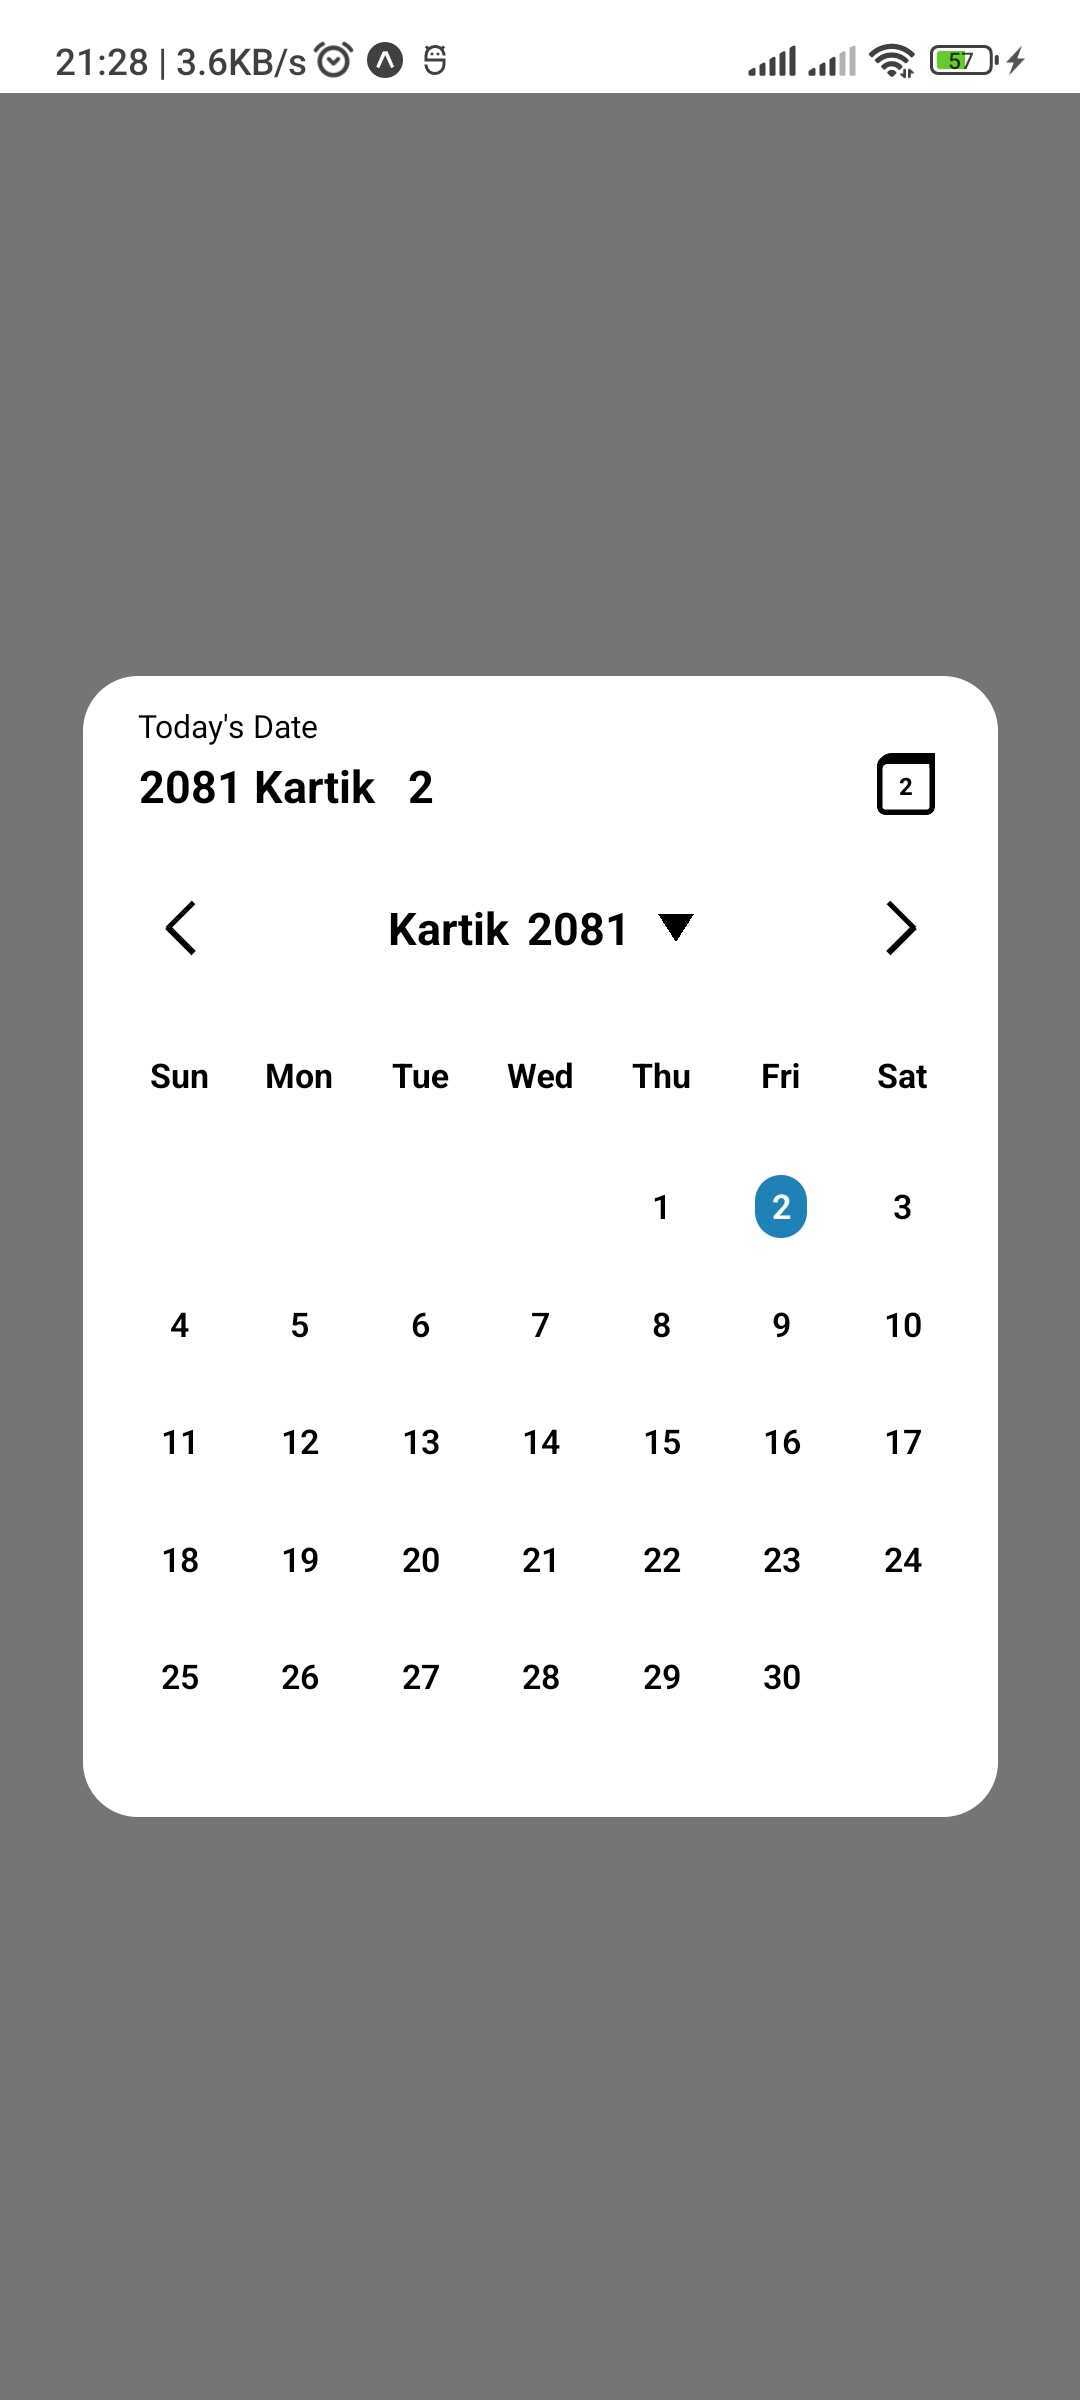 21:28 | 3.6KB/s 57
Today's Date
2081 Kartik 2
2
Kartik 2081
Sun Mon Tue Wed Thu Fri Sat
1 2 3
4 5 6 7 8 9 10
11 12 13 14 15 16 17
18 19 20 21 22 23 24
25 26 27 28 29 30